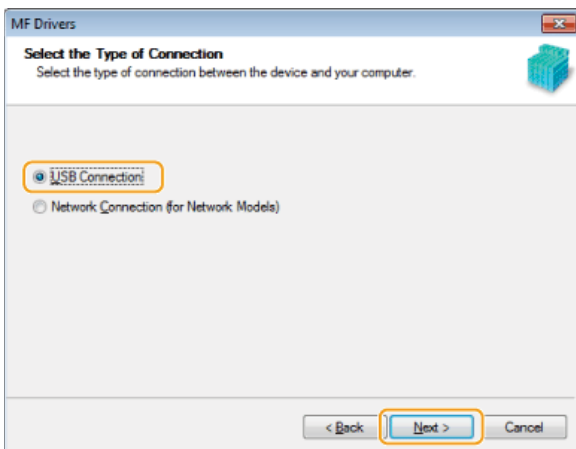 MF Drivers
Select the Type of Connection
Select the type of connection between the device and your computer.
USB Connection
Network Connection (for Network Models)
< Back Next > Cancel